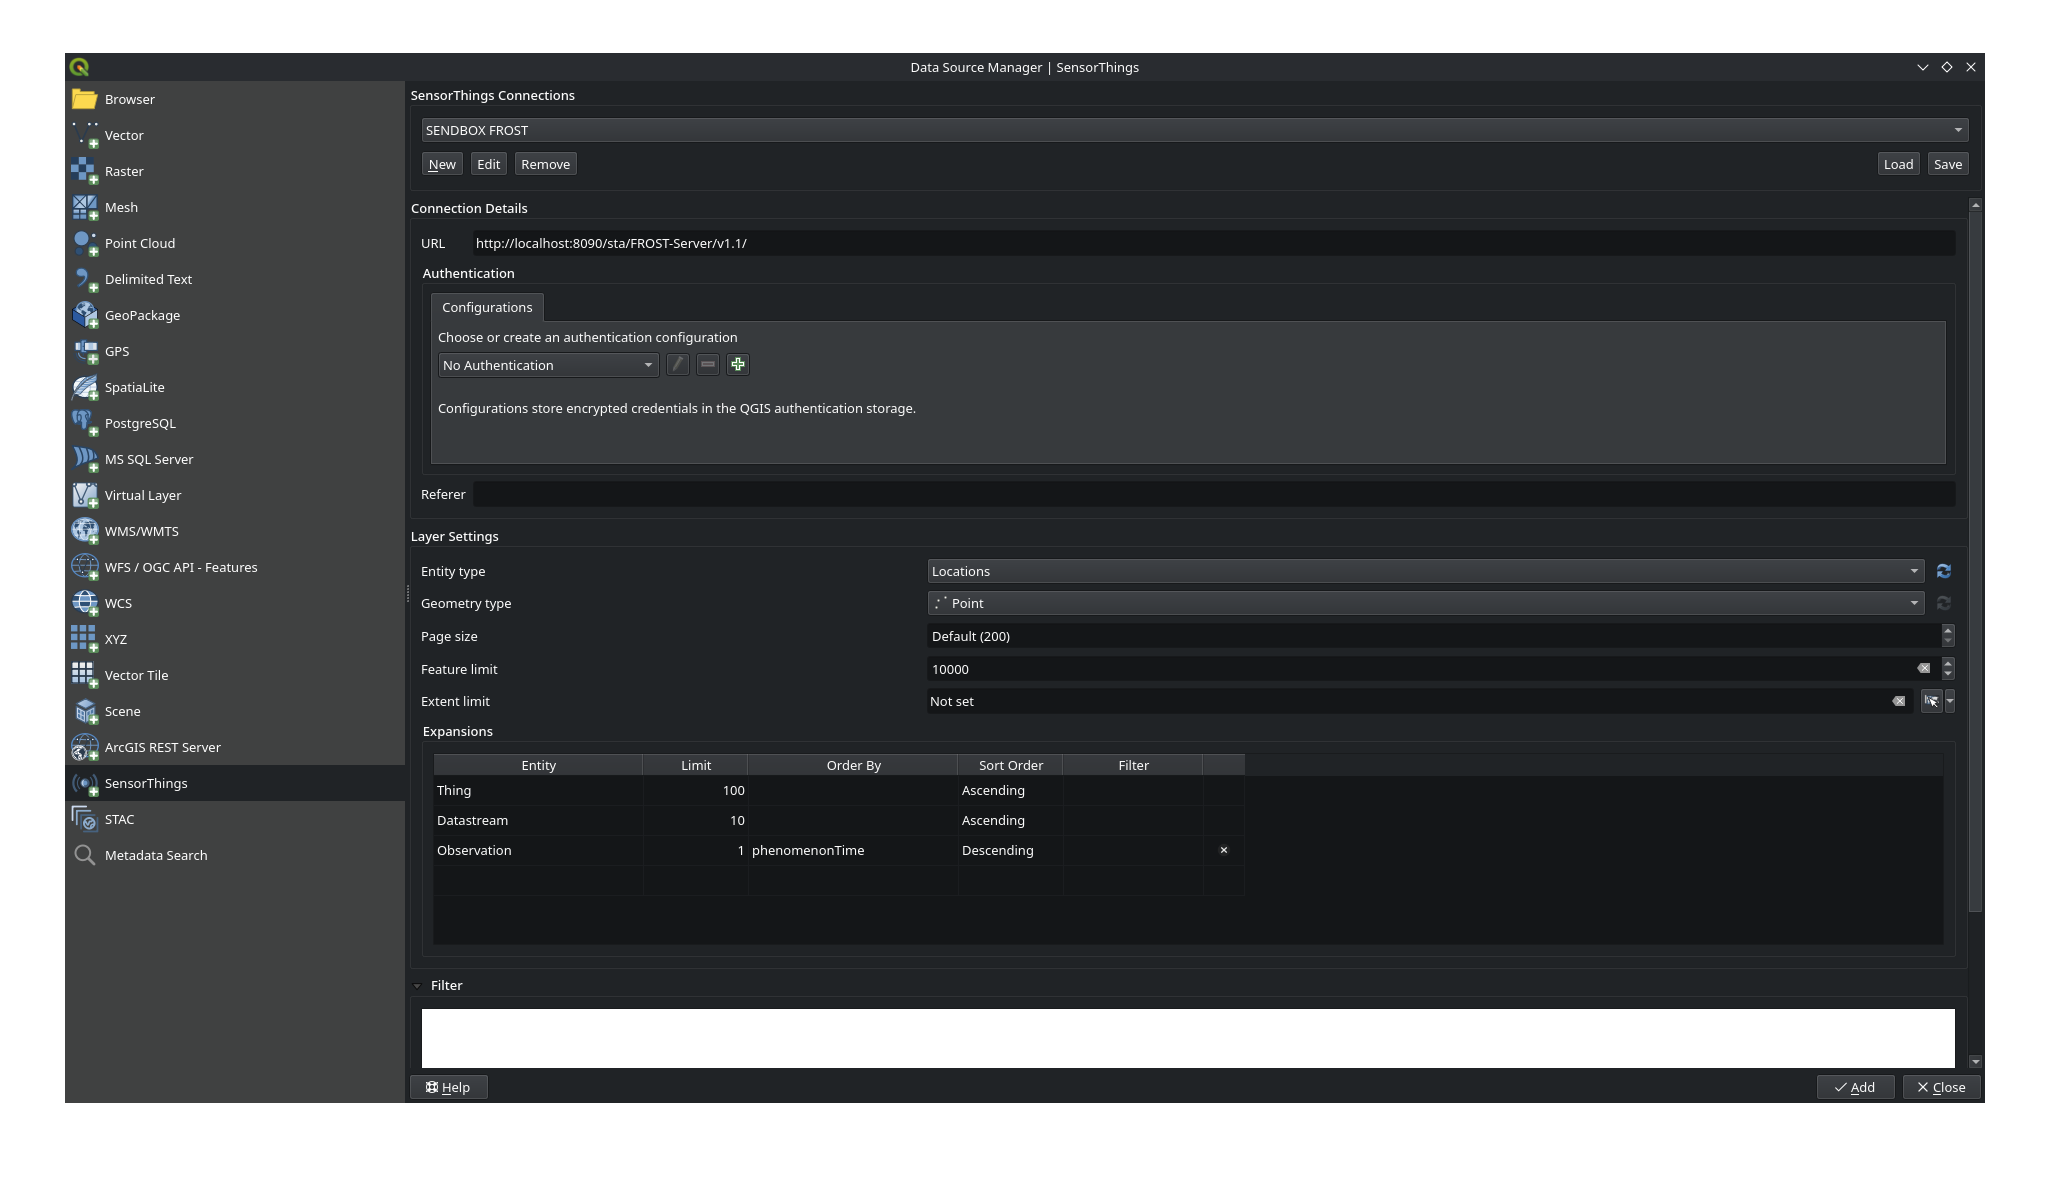 Data Source Manager | SensorThings
Browser
Vector
Raster
Mesh
Point Cloud
Delimited Text
GeoPackage
GPS
SpatiaLite
PostgreSQL
MS SQL Server
Virtual Layer
WMS/WMTS
WFS / OGC API - Features
WCS
XYZ
Vector Tile
Scene
ArcGIS REST Server
SensorThings
STAC
Metadata Search
SensorThings Connections
SENDBOX FROST
New Edit Remove Load Save
Connection Details
URL http://localhost:8090/sta/FROST-Server/v1.1/
Authentication
Configurations
Choose or create an authentication configuration
No Authentication
Configurations store encrypted credentials in the QGIS authentication storage.
Referer
Layer Settings
Entity type Locations
Geometry type Point
Page size Default (200)
Feature limit 10000
Extent limit Not set
Expansions
Entity Limit Order By Sort Order Filter
Thing 100 Ascending
Datastream 10 Ascending
Observation 1 phenomenonTime Descending
Filter
Help Add Close